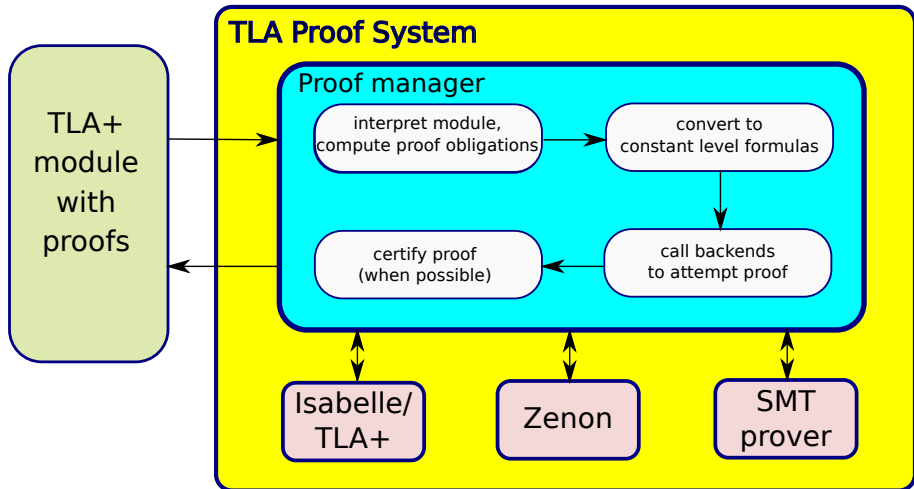 TLA Proof System
Proof manager
TLA+
module
with
proofs
interpret module,
compute proof obligations
convert to
constant level formulas
certify proof
(when possible)
call backends
to attempt proof
Isabelle/
TLA+
Zenon
SMT
prover